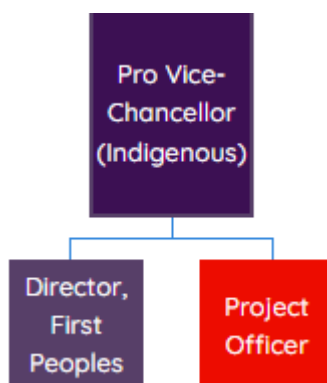 Pro Vice-
Chancellor
(Indigenous)
Director,
First
Peoples
Project
Officer